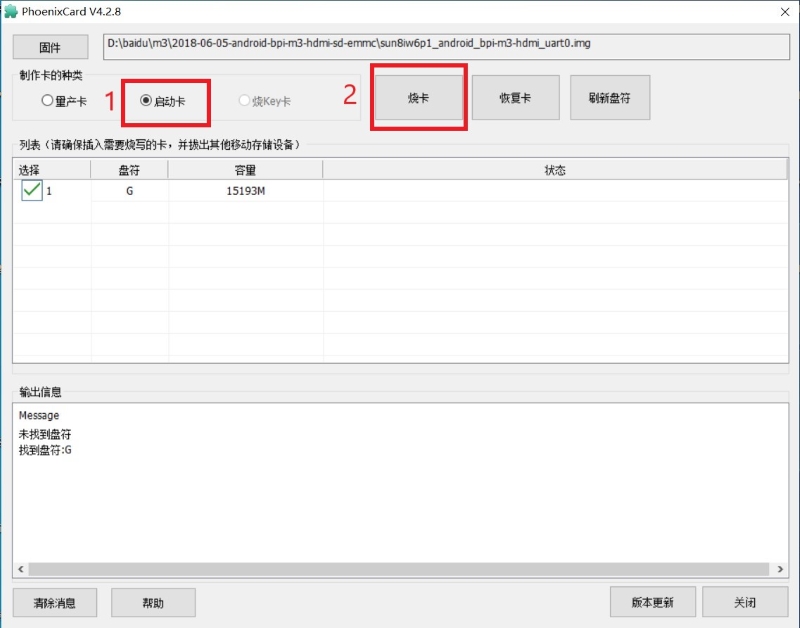 PhoenixCard V4.2.8
固件
D:\baidu\m3\2018-06-05-android-bpi-m3-hdmi-sd-emmc\sun8iw6p1_android_bpi-m3-hdmi_uart0.img
制作卡的种类
量产卡 1 启动卡 烧Key卡 2 烧卡 恢复卡 刷新盘符
列表（请确保插入需要烧写的卡，并拔出其他移动存储设备）
选择 盘符 容量 状态
1 G 15193M
输出信息
Message
未找到盘符
找到盘符:G
清除消息 帮助 版本更新 关闭